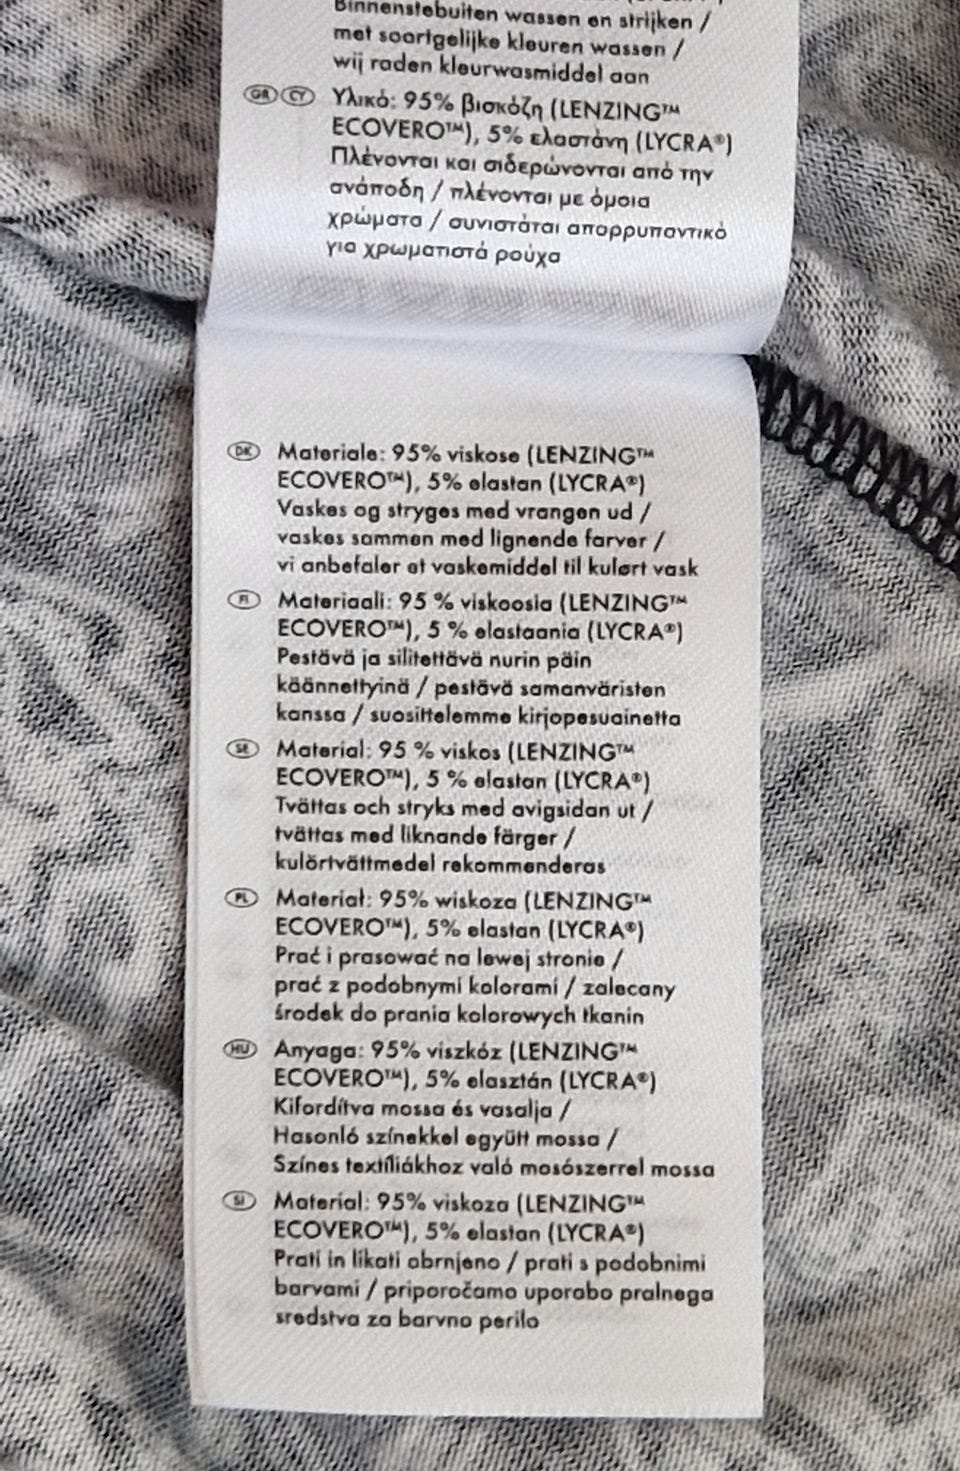 Binnenstebuiten wassen en strijken /
met soortgelijke kleuren wassen /
wij raden kleurwasmiddel aan
GR CY Υλικό: 95% βισκόζη (LENZING™
ECOVERO™), 5% ελαστάνη (LYCRA®)
Πλένονται και σιδερώνονται από την
ανάποδη / πλένονται με όμοια
χρώματα / συνιστάται απορρυπαντικό
για χρωματιστά ρούχα
DK Materiale: 95% viskose (LENZING™
ECOVERO™), 5% elastan (LYCRA®)
Vaskes og stryges med vrangen ud /
vaskes sammen med lignende farver /
vi anbefaler et vaskemiddel til kulørt vask
FI Materiaali: 95 % viskoosia (LENZING™
ECOVERO™), 5 % elastaania (LYCRA®)
Pestävä ja silitettävä nurin päin
käännettyinä / pestävä samanväristen
kanssa / suosittelemme kirjopesuainetta
SE Material: 95 % viskos (LENZING™
ECOVERO™), 5 % elastan (LYCRA®)
Tvättas och stryks med avigsidan ut /
tvättas med liknande färger /
kulörtvättmedel rekommenderas
PL Materiał: 95% wiskoza (LENZING™
ECOVERO™), 5% elastan (LYCRA®)
Prać i prasować na lewej stronie /
prać z podobnymi kolorami / zalecany
środek do prania kolorowych tkanin
HU Anyaga: 95% viszkóz (LENZING™
ECOVERO™), 5% elasztán (LYCRA®)
Kifordítva mossa és vasalja /
Hasonló színekkel együtt mossa /
Színes textíliákhoz való mosószerrel mossa
SI Material: 95% viskoza (LENZING™
ECOVERO™), 5% elastan (LYCRA®)
Prati in likati obrnjeno / prati s podobnimi
barvami / priporočamo uporabo pralnega
sredstva za barvno perilo